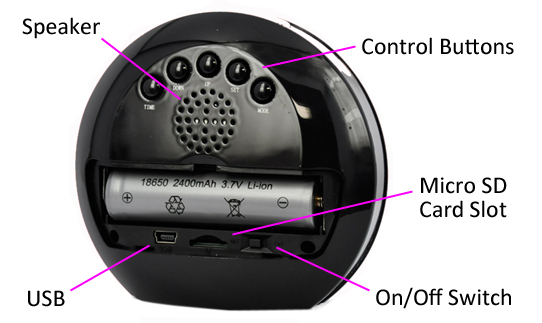 Speaker
Control Buttons
TIME
DOWN
UP
SET
MODE
18650 2400mAh 3.7V Li-ion
Micro SD
Card Slot
USB
On/Off Switch